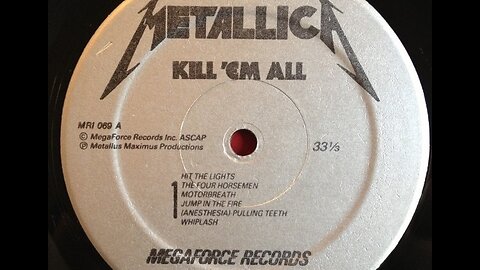 METALLICA
KILL 'EM ALL
MRI 069 A
© MegaForce Records Inc. ASCAP
℗ Metallus Maximus Productions
33⅓
1
HIT THE LIGHTS
THE FOUR HORSEMEN
MOTORBREATH
JUMP IN THE FIRE
(ANESTHESIA) PULLING TEETH
WHIPLASH
MEGAFORCE RECORDS